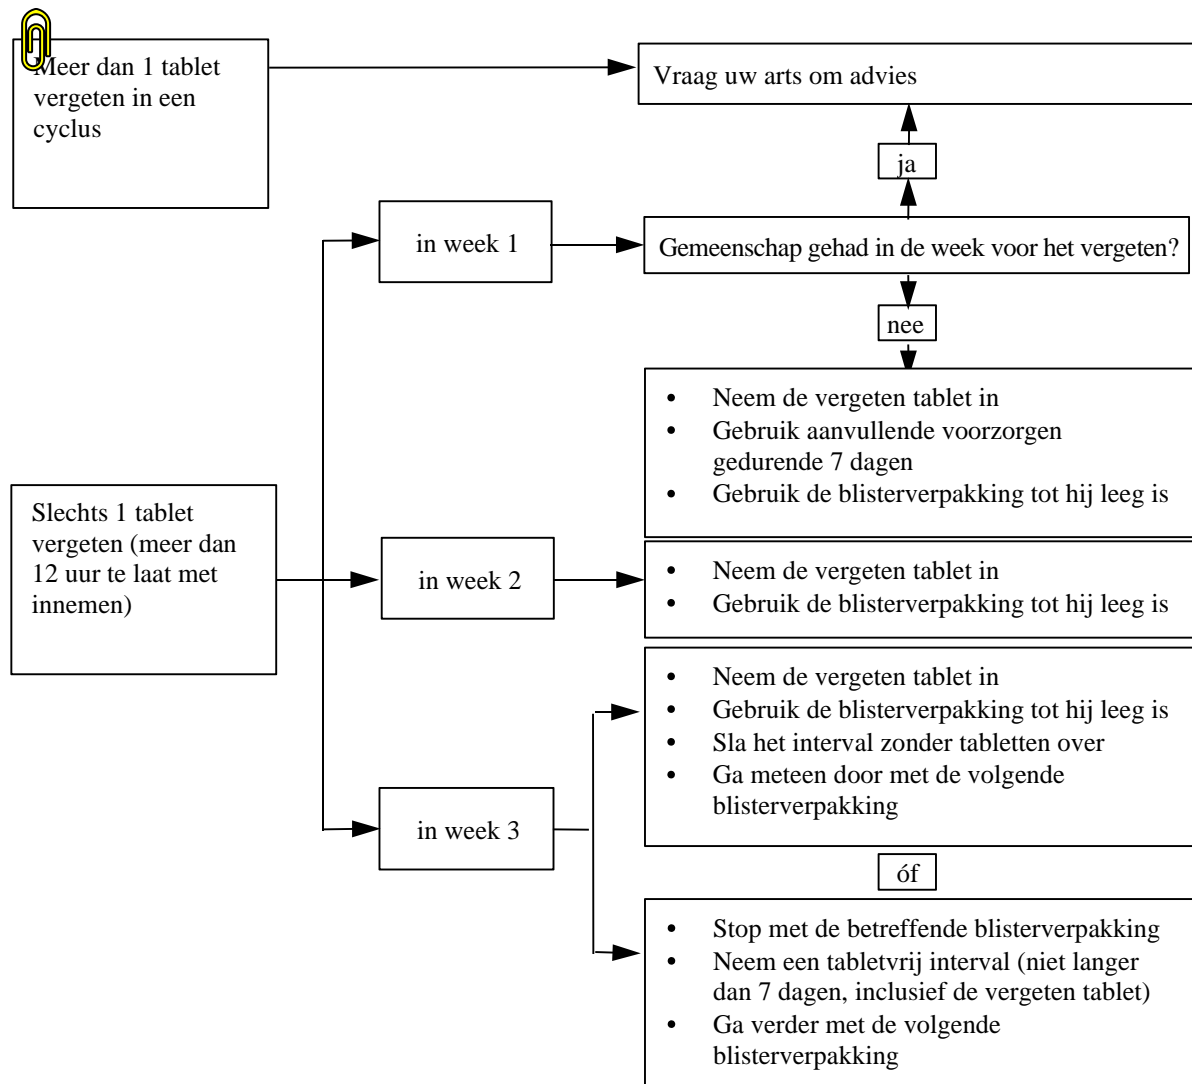 Meer dan 1 tablet
vergeten in een
cyclus
Vraag uw arts om advies
ja
in week 1
Gemeenschap gehad in de week voor het vergeten?
nee
• Neem de vergeten tablet in
• Gebruik aanvullende voorzorgen
gedurende 7 dagen
• Gebruik de blisterverpakking tot hij leeg is
Slechts 1 tablet
vergeten (meer dan
12 uur te laat met
innemen)
in week 2
• Neem de vergeten tablet in
• Gebruik de blisterverpakking tot hij leeg is
in week 3
• Neem de vergeten tablet in
• Gebruik de blisterverpakking tot hij leeg is
• Sla het interval zonder tabletten over
• Ga meteen door met de volgende
blisterverpakking
óf
• Stop met de betreffende blisterverpakking
• Neem een tabletvrij interval (niet langer
dan 7 dagen, inclusief de vergeten tablet)
• Ga verder met de volgende
blisterverpakking